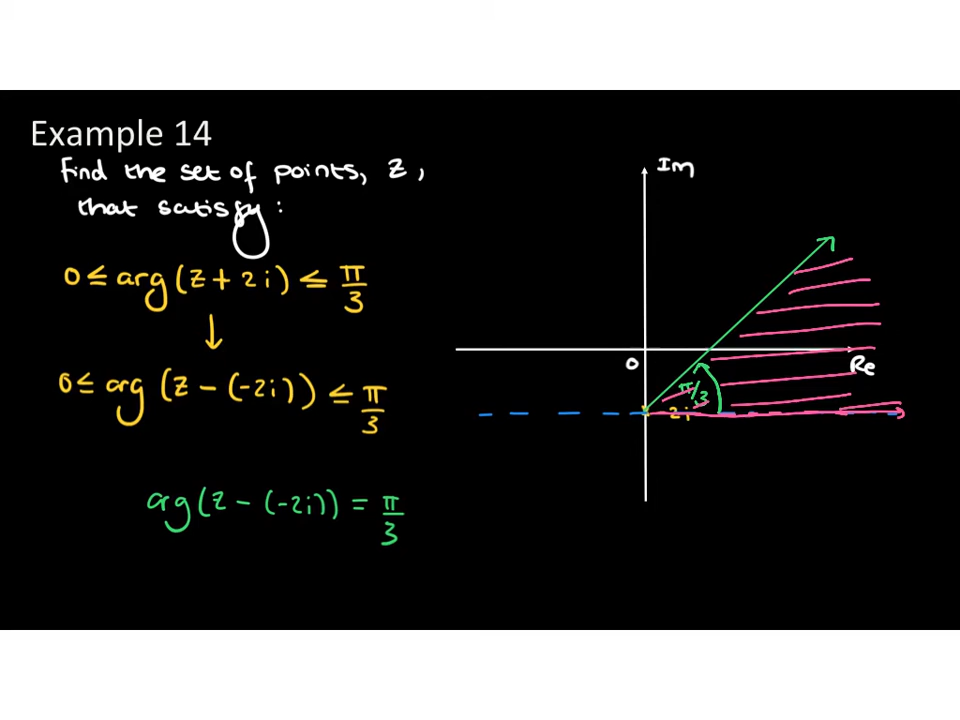 Example 14
Find the set of points, z,
that satisfy:
0 ≤ arg(z + 2i) ≤ π/3
↓
0 ≤ arg (z - (-2i)) ≤ π/3
arg(z - (-2i)) = π/3
Im
0
Re
π/3
2i